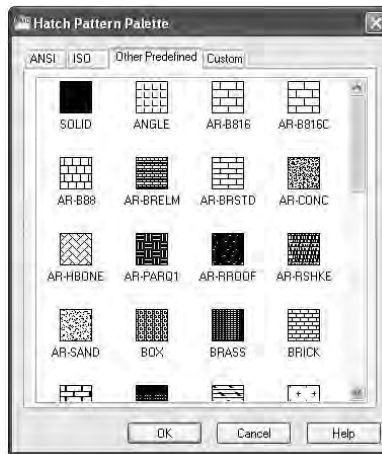 Hatch Pattern Palette
ANSI ISO Other Predefined Custom
SOLID ANGLE AR-B816 AR-B816C
AR-B88 AR-BRELM AR-BRSTD AR-CONC
AR-HBONE AR-PARQ1 AR-RROOF AR-RSHKE
AR-SAND BOX BRASS BRICK
OK Cancel Help